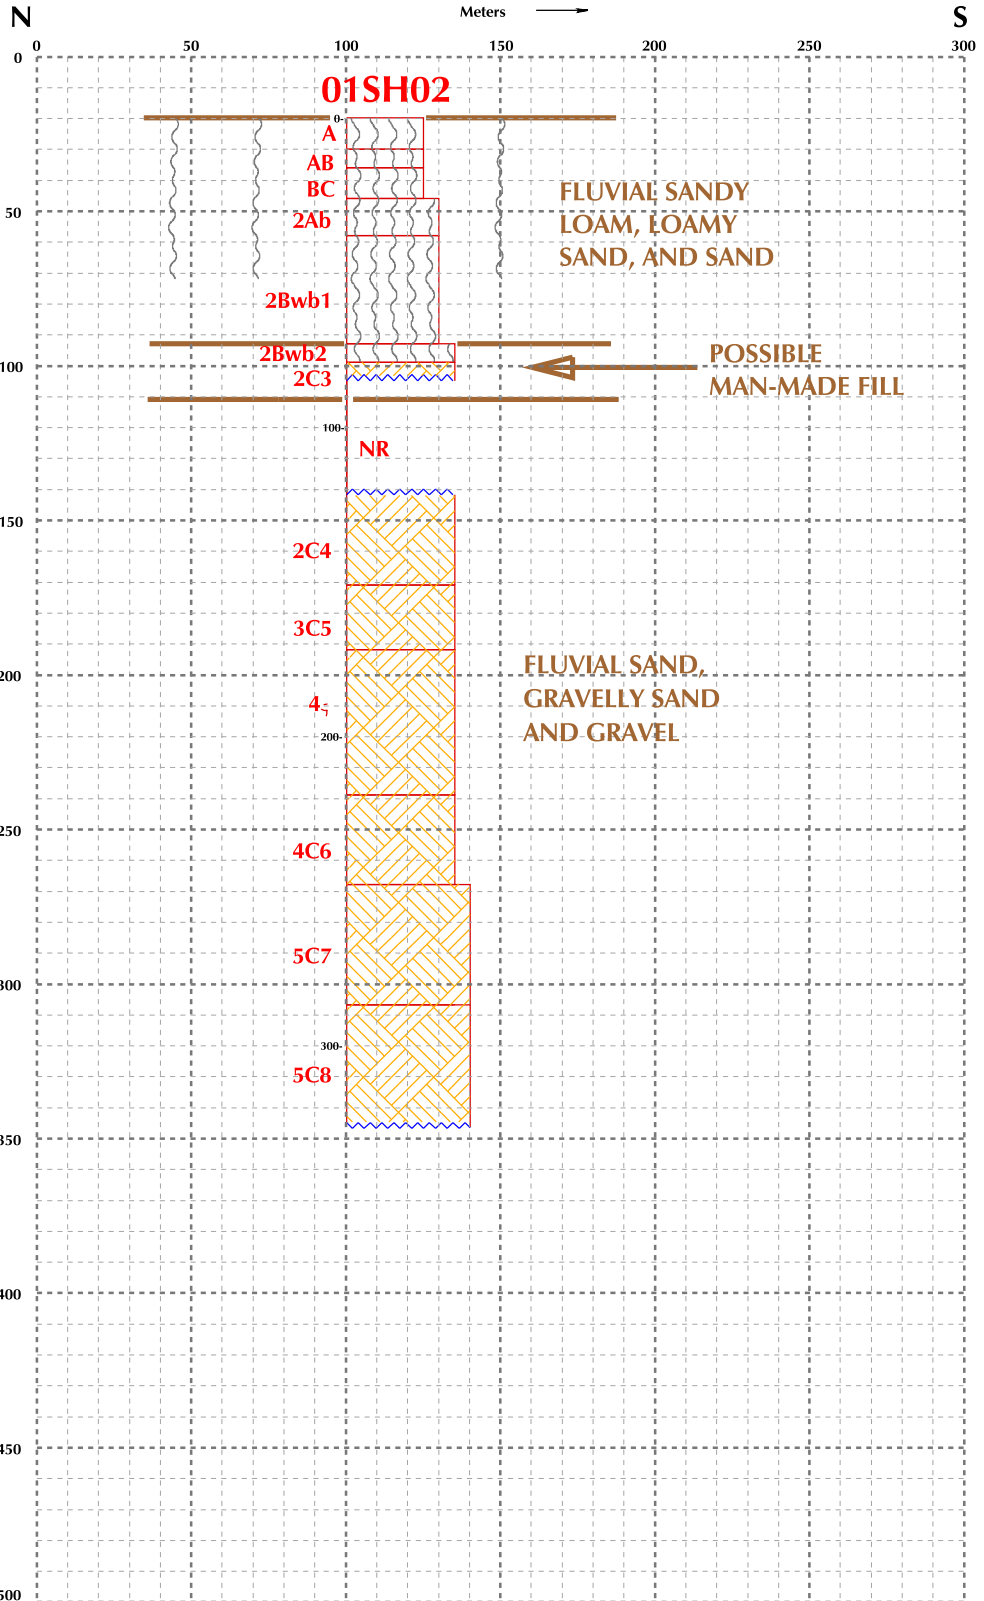 N
Meters
S
0 50 100 150 200 250 300
0
01SH02
0-
A
AB
BC
2Ab
50
FLUVIAL SANDY
LOAM, LOAMY
SAND, AND SAND
2Bwb1
2Bwb2
100
2C3
POSSIBLE
MAN-MADE FILL
100-
NR
150
2C4
3C5
200
FLUVIAL SAND,
GRAVELLY SAND
AND GRAVEL
200-
250
4C6
5C7
300
300-
5C8
350
400
450
500